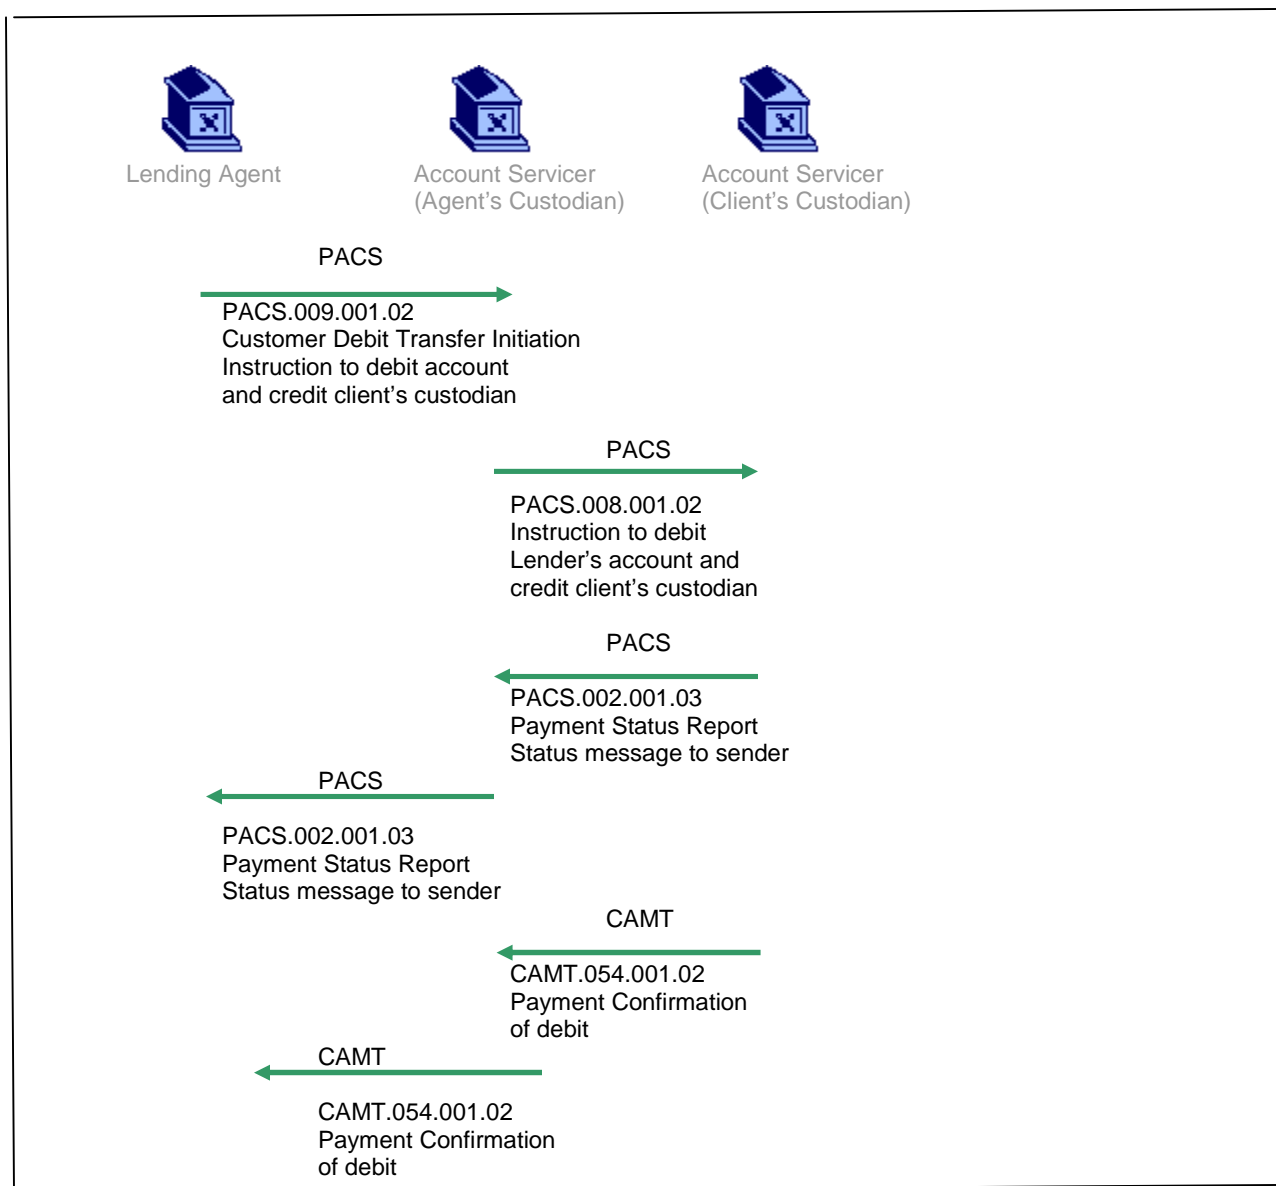 Lending Agent
Account Servicer
(Agent's Custodian)
Account Servicer
(Client's Custodian)
PACS
PACS.009.001.02
Customer Debit Transfer Initiation
Instruction to debit account
and credit client's custodian
PACS
PACS.008.001.02
Instruction to debit
Lender's account and
credit client's custodian
PACS
PACS.002.001.03
Payment Status Report
Status message to sender
PACS
PACS.002.001.03
Payment Status Report
Status message to sender
CAMT
CAMT.054.001.02
Payment Confirmation
of debit
CAMT
CAMT.054.001.02
Payment Confirmation
of debit